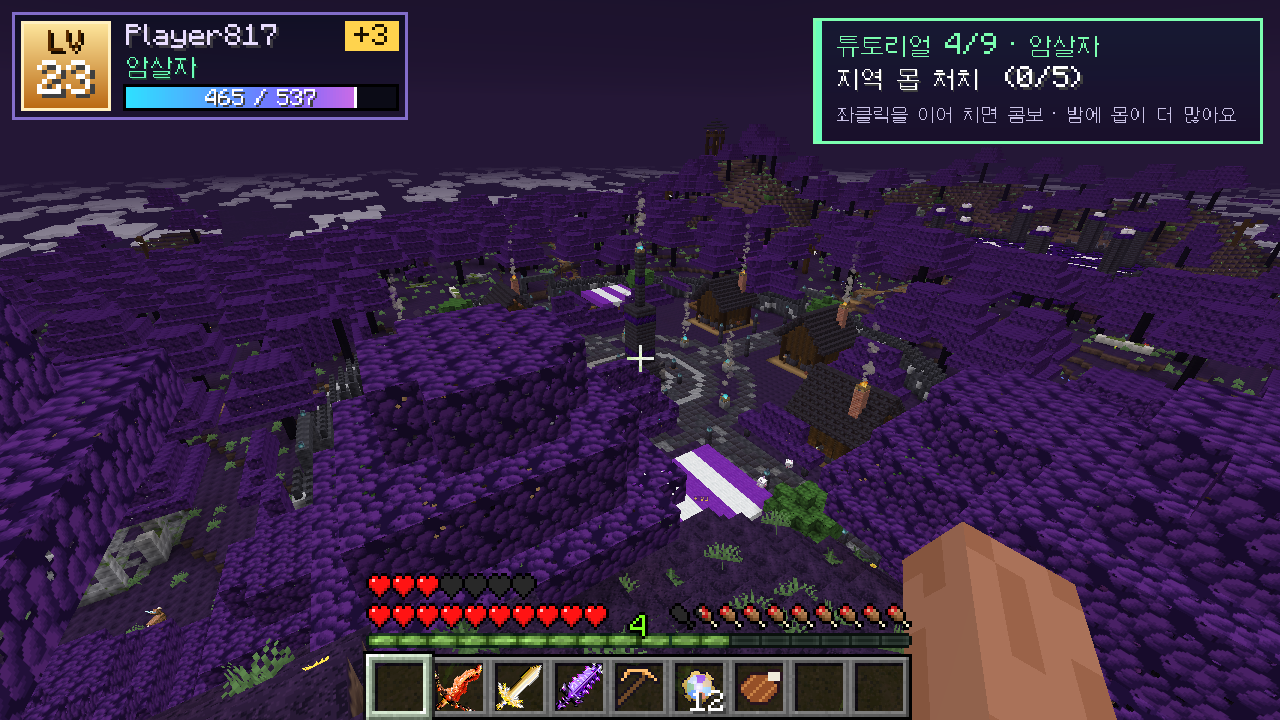 LV
23
Player817
+3
암살자
465 / 537
튜토리얼 4/9 · 암살자
지역 몹 처치 (0/5)
좌클릭을 이어 치면 콤보 · 밤에 몹이 더 많아요
4
12